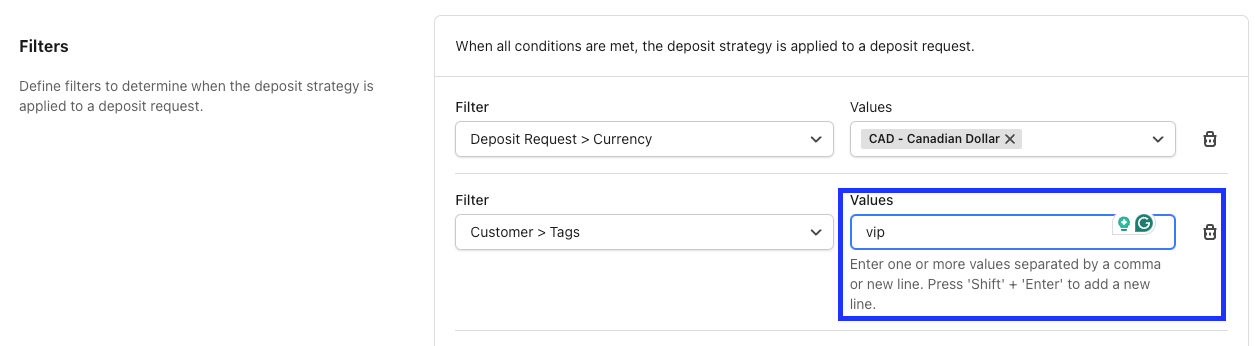 Filters
Define filters to determine when the deposit strategy is
applied to a deposit request.
When all conditions are met, the deposit strategy is applied to a deposit request.
Filter
Values
Deposit Request > Currency
CAD - Canadian Dollar
Filter
Values
Customer > Tags
vip
Enter one or more values separated by a comma
or new line. Press 'Shift' + 'Enter' to add a new
line.